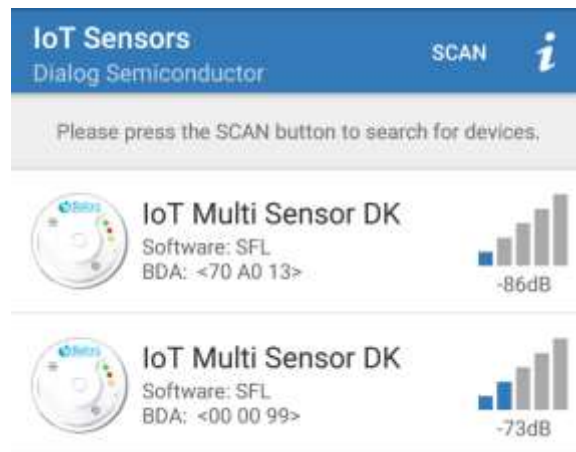 IoT Sensors
SCAN
i
Dialog Semiconductor
Please press the SCAN button to search for devices.
IoT Multi Sensor DK
Software: SFL
BDA: <70 A0 13>
-86dB
IoT Multi Sensor DK
Software: SFL
BDA: <00 00 99>
-73dB